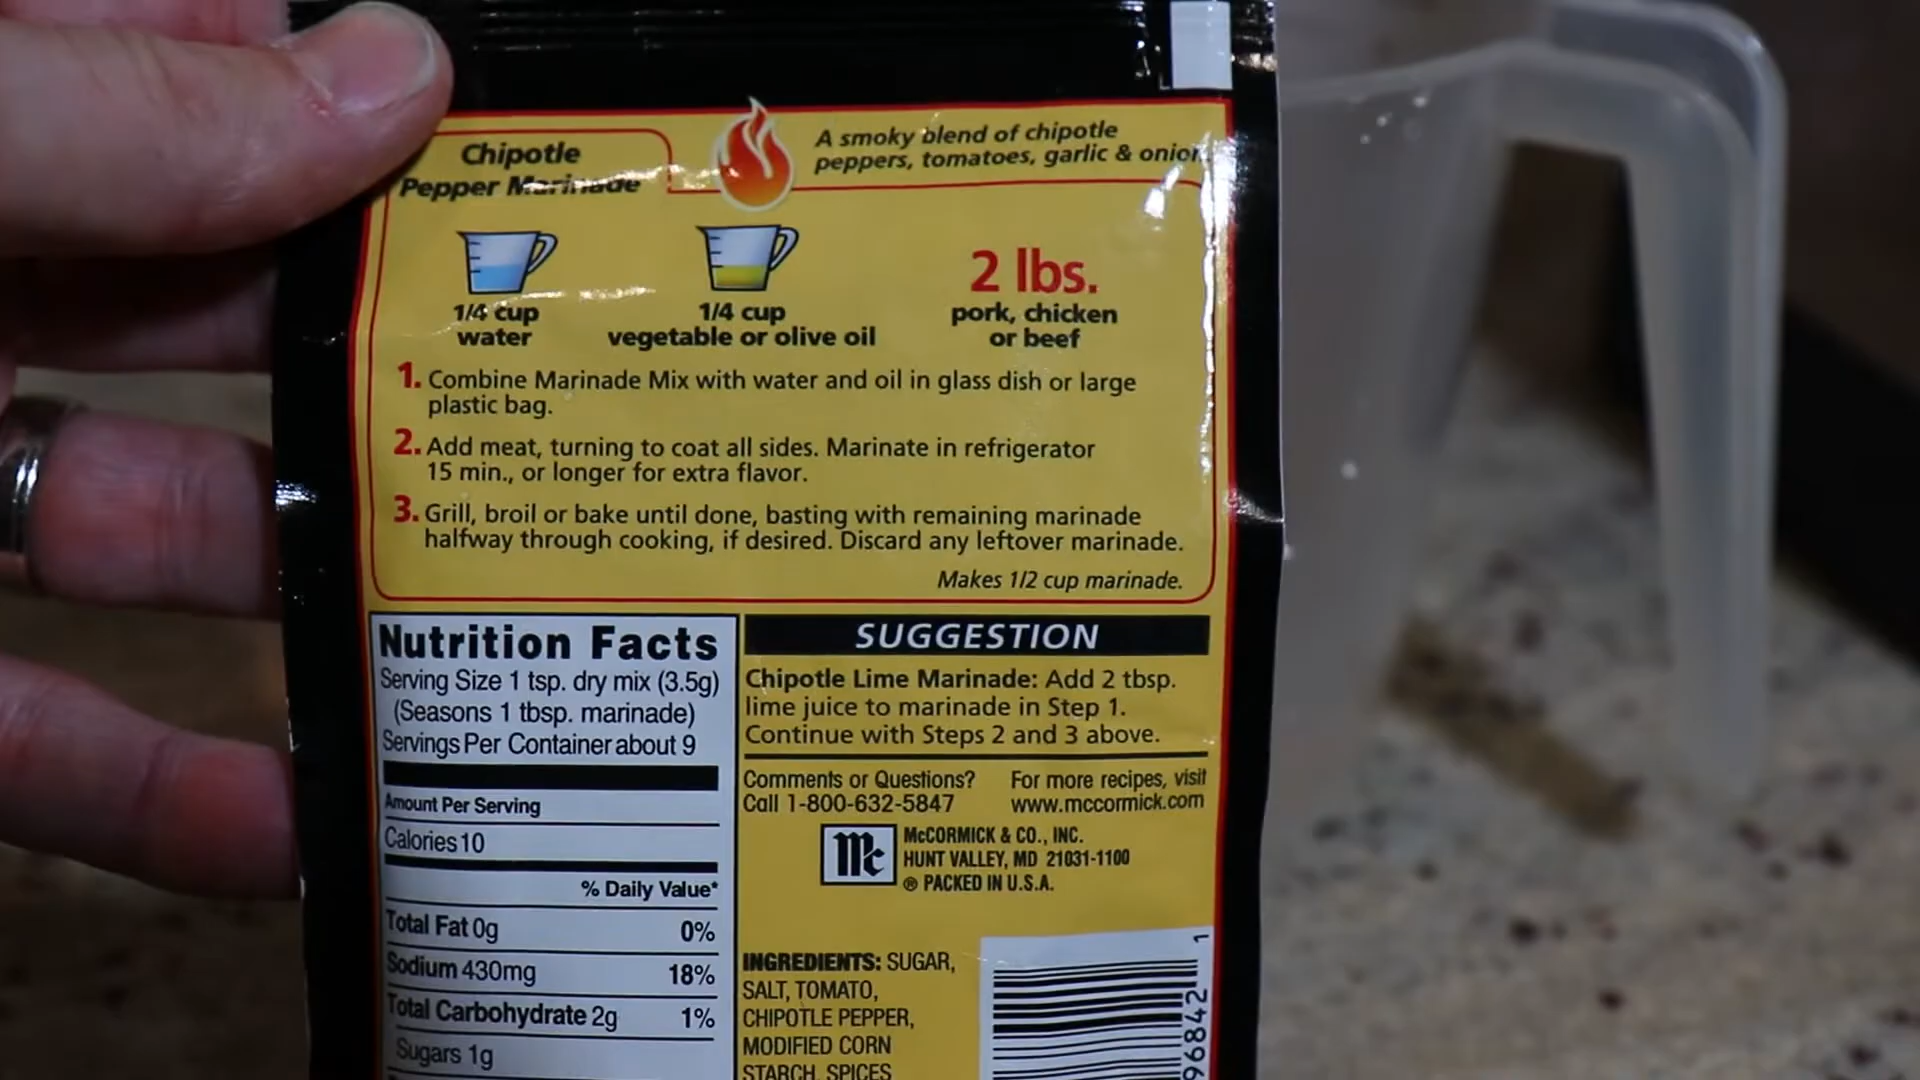 Chipotle
Pepper Marinade
A smoky blend of chipotle
peppers, tomatoes, garlic & onion
1/4 cup
water
1/4 cup
vegetable or olive oil
2 lbs.
pork, chicken
or beef
1. Combine Marinade Mix with water and oil in glass dish or large
plastic bag.
2. Add meat, turning to coat all sides. Marinate in refrigerator
15 min., or longer for extra flavor.
3. Grill, broil or bake until done, basting with remaining marinade
halfway through cooking, if desired. Discard any leftover marinade.
Makes 1/2 cup marinade.
Nutrition Facts
Serving Size 1 tsp. dry mix (3.5g)
(Seasons 1 tbsp. marinade)
Servings Per Container about 9
Amount Per Serving
Calories 10
% Daily Value*
Total Fat 0g 0%
Sodium 430mg 18%
Total Carbohydrate 2g 1%
Sugars 1g
SUGGESTION
Chipotle Lime Marinade: Add 2 tbsp.
lime juice to marinade in Step 1.
Continue with Steps 2 and 3 above.
Comments or Questions?
Call 1-800-632-5847
For more recipes, visit
www.mccormick.com
Mc
McCORMICK & CO., INC.
HUNT VALLEY, MD 21031-1100
® PACKED IN U.S.A.
INGREDIENTS: SUGAR,
SALT, TOMATO,
CHIPOTLE PEPPER,
MODIFIED CORN
STARCH, SPICES
96842 1